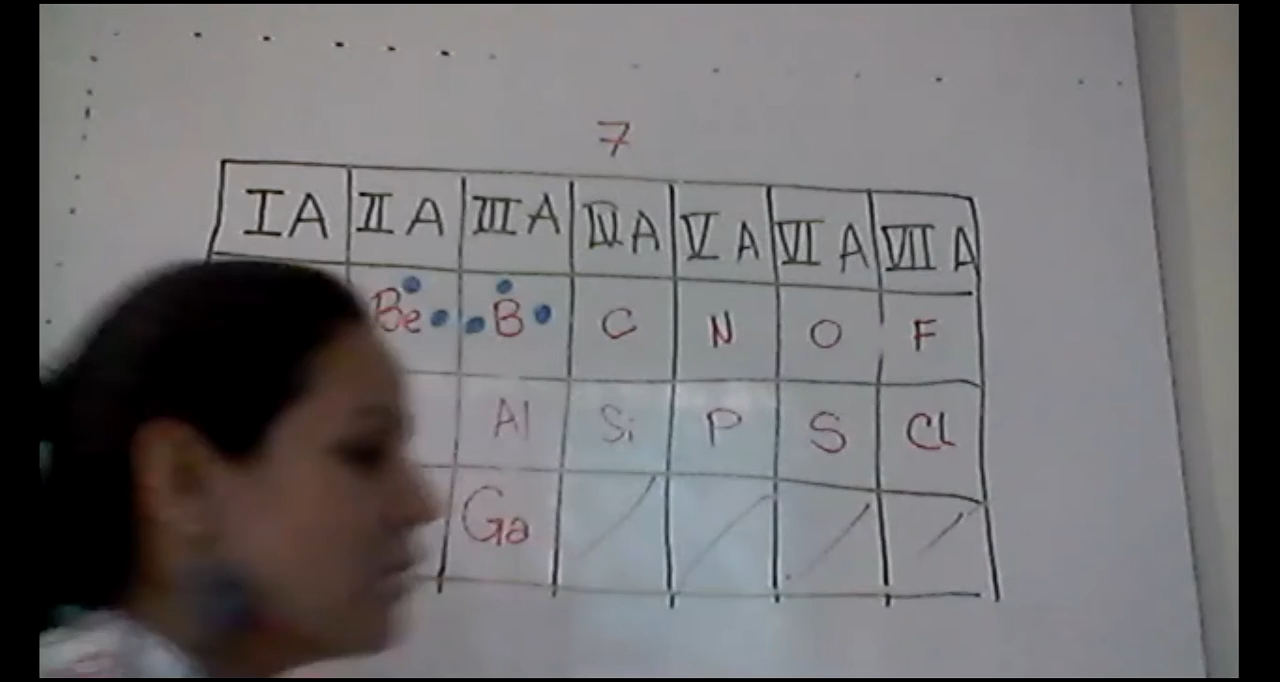 7
IA IIA IIIA IVA VA VIA VIIA
Be B C N O F
Al Si P S Cl
Ga